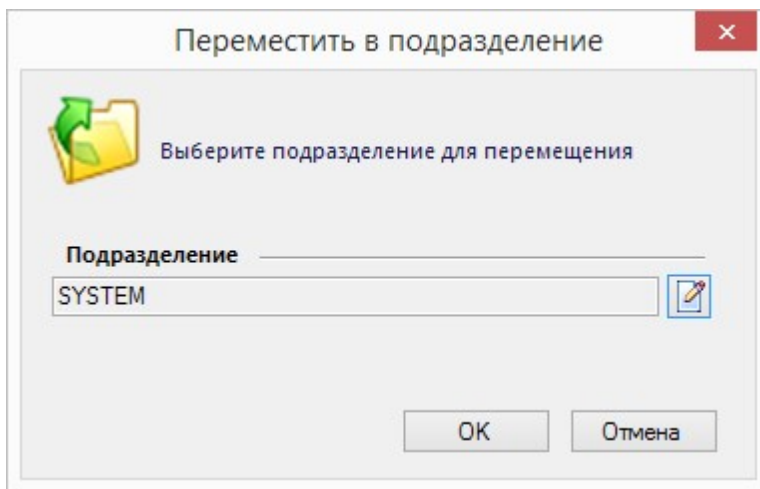 Переместить в подразделение
Выберите подразделение для перемещения
Подразделение
SYSTEM
OK
Отмена